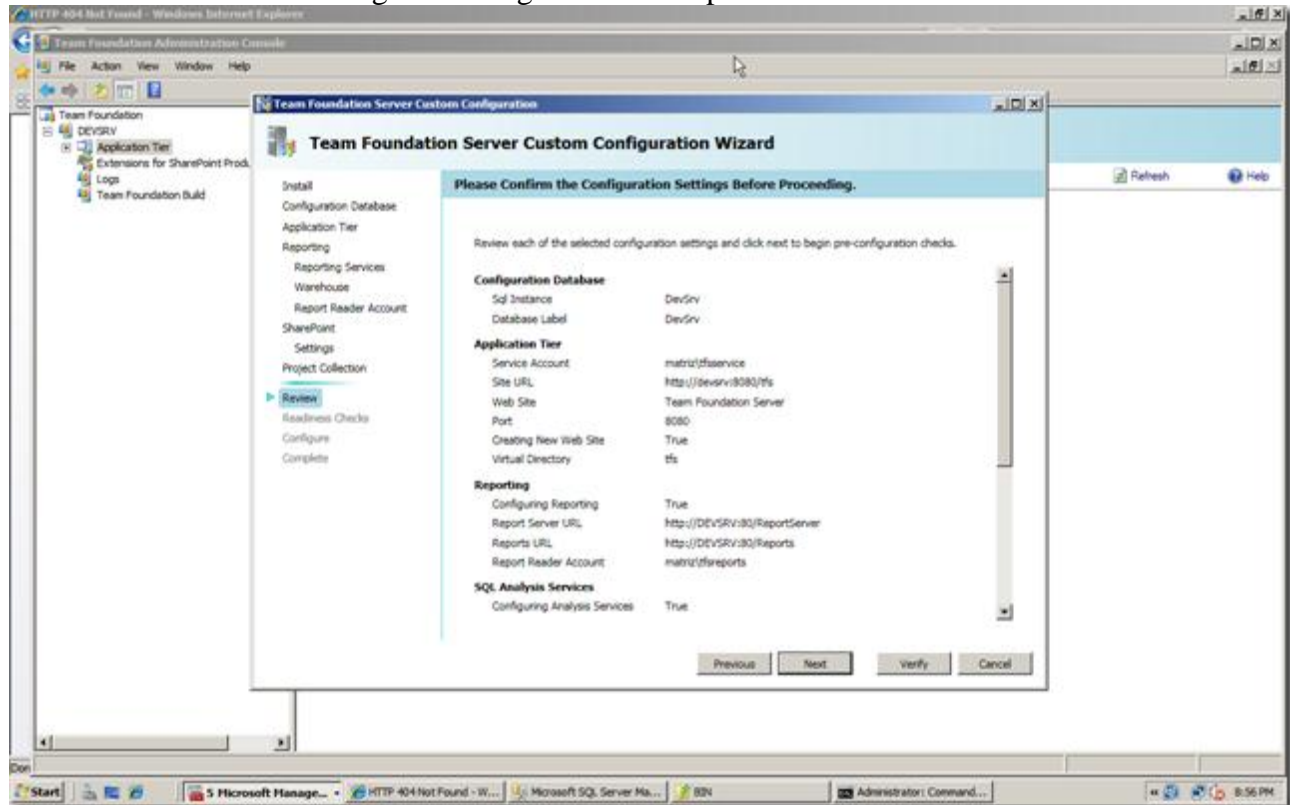 HTTP 404 Not Found - Windows Internet Explorer
Team Foundation Administration Console
File Action View Window Help
Team Foundation
DEVSRV
Application Tier
Extensions for SharePoint Prod
Logs
Team Foundation Build
Refresh Help
Team Foundation Server Custom Configuration
Team Foundation Server Custom Configuration Wizard
Install
Configuration Database
Application Tier
Reporting
Reporting Services
Warehouse
Report Reader Account
SharePoint
Settings
Project Collection
Review
Readiness Checks
Configure
Complete
Please Confirm the Configuration Settings Before Proceeding.
Review each of the selected configuration settings and click next to begin pre-configuration checks.
Configuration Database
Sql Instance DevSrv
Database Label DevSrv
Application Tier
Service Account matriz\tfsservice
Site URL http://devsrv:8080/tfs
Web Site Team Foundation Server
Port 8080
Creating New Web Site True
Virtual Directory tfs
Reporting
Configuring Reporting True
Report Server URL http://DEVSRV:80/ReportServer
Reports URL http://DEVSRV:80/Reports
Report Reader Account matriz\tfsreports
SQL Analysis Services
Configuring Analysis Services True
Previous Next Verify Cancel
Don
Start 5 Microsoft Manage... HTTP 404 Not Found - W... Microsoft SQL Server Ma... BIN Administrator: Command... 8:56 PM